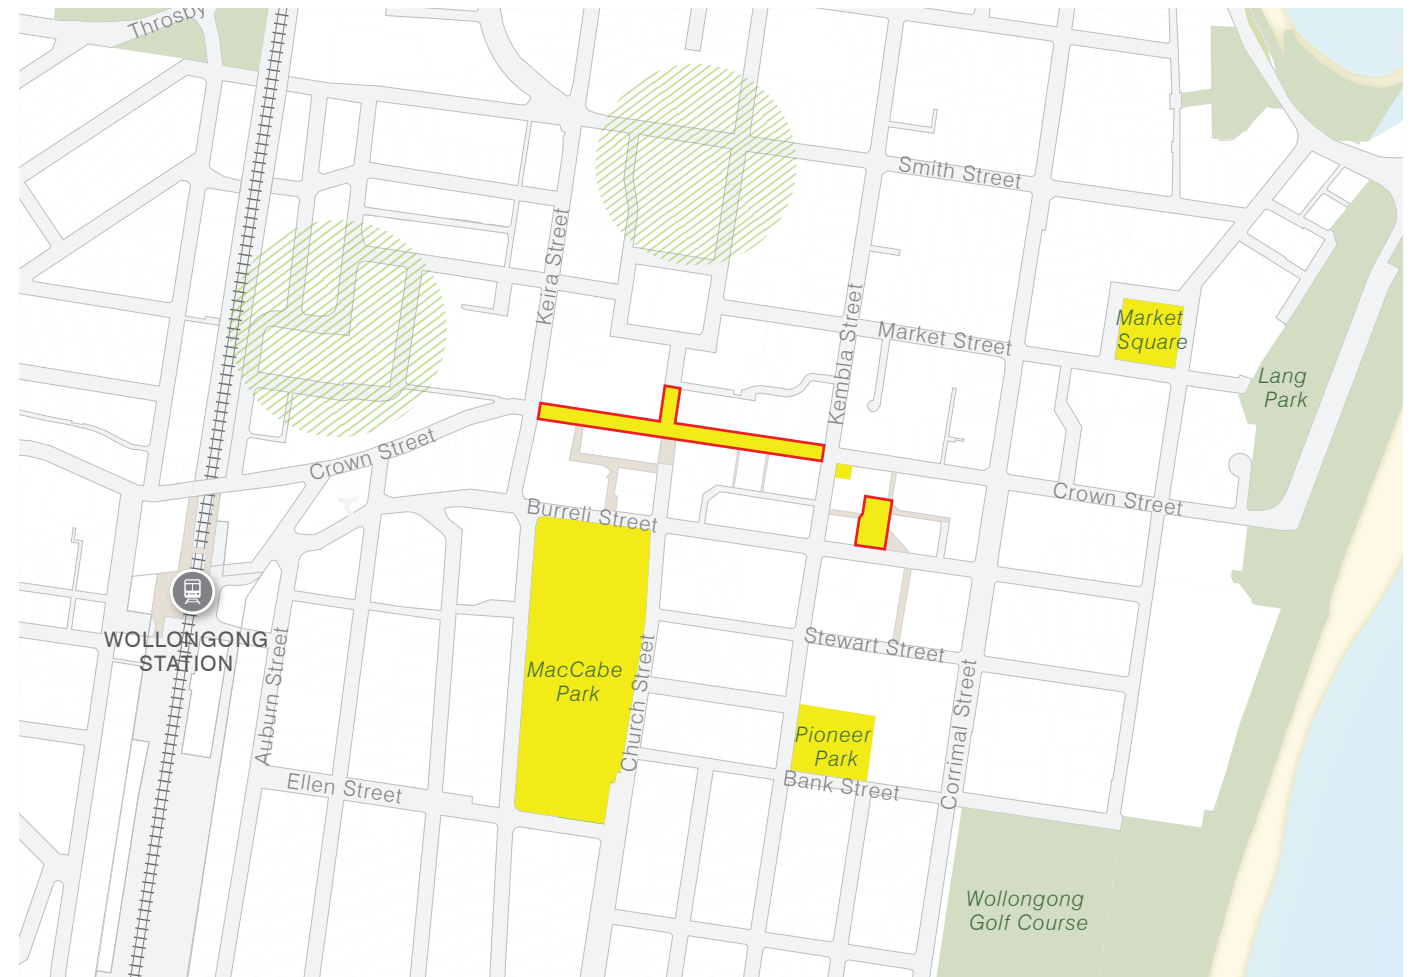 Throsby
Smith Street
Keira Street
Kembla Street
Market Street
Market
Square
Lang
Park
Crown Street
Crown Street
Burreli Street
WOLLONGONG
STATION
Auburn Street
MacCabe
Park
Church Street
Stewart Street
Pioneer
Park
Bank Street
Corrimal Street
Ellen Street
Wollongong
Golf Course